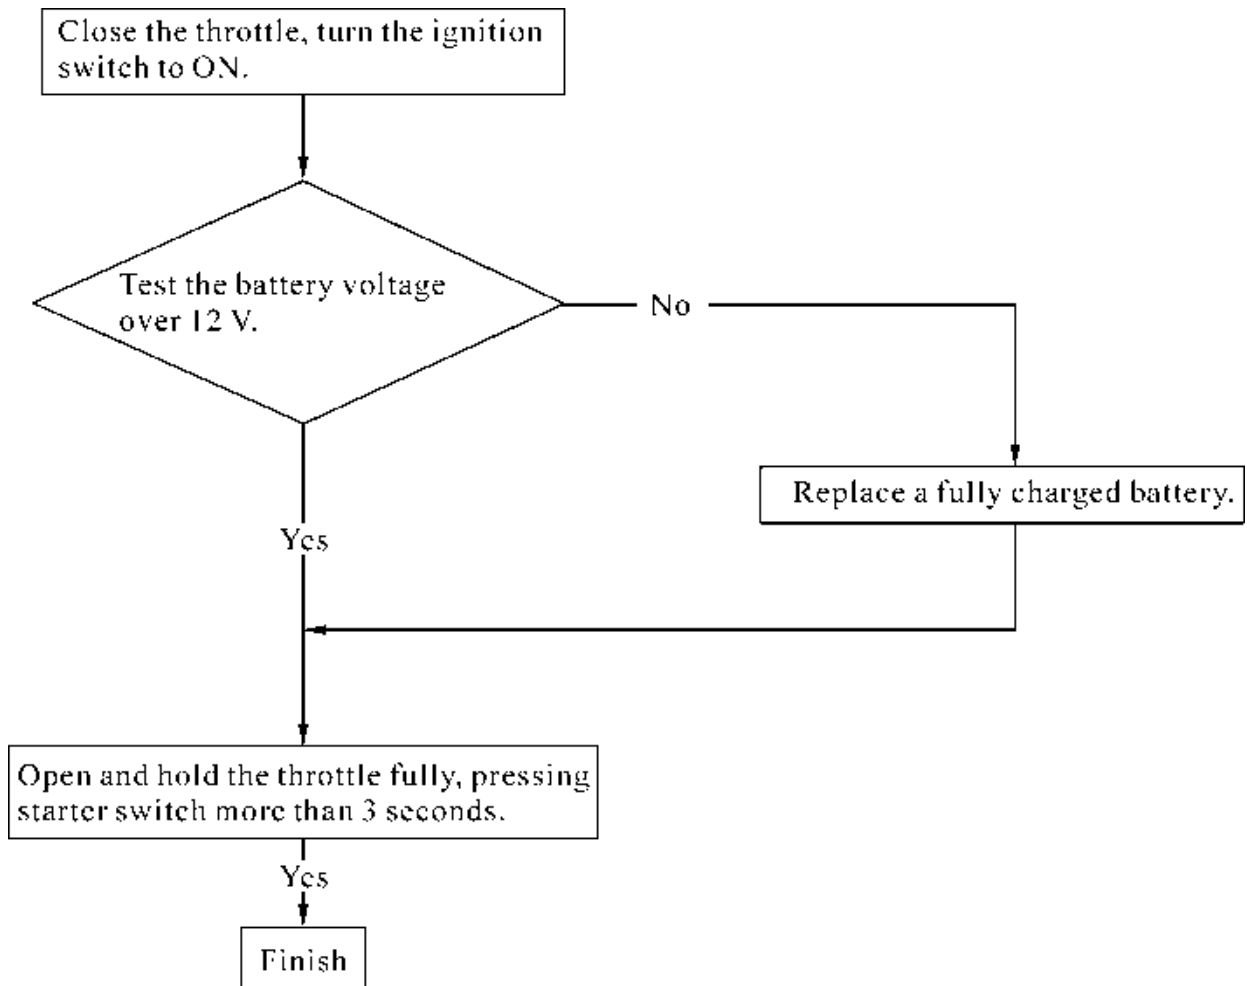 Close the throttle, turn the ignition
switch to ON.
Test the battery voltage
over 12 V.
No
Replace a fully charged battery.
Yes
Open and hold the throttle fully, pressing
starter switch more than 3 seconds.
Yes
Finish